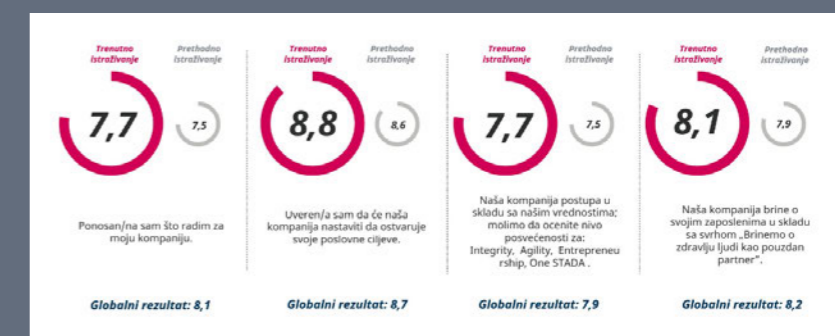 Trenutno
istraživanje
Prethodno
istraživanje
7,7
7,5
Ponosan/na sam što radim za
moju kompaniju.
Globalni rezultat: 8,1
Trenutno
istraživanje
Prethodno
istraživanje
8,8
8,6
Uveren/a sam da će naša
kompanija nastaviti da ostvaruje
svoje poslovne ciljeve.
Globalni rezultat: 8,7
Trenutno
istraživanje
Prethodno
istraživanje
7,7
7,5
Naša kompanija postupa u
skladu sa našim vrednostima;
molimo da ocenite nivo
posvećenosti za:
Integrity, Agility, Entrepreneu
rship, One STADA .
Globalni rezultat: 7,9
Trenutno
istraživanje
Prethodno
istraživanje
8,1
7,9
Naša kompanija brine o
svojim zaposlenima u skladu
sa svrhom „Brinemo o
zdravlju ljudi kao pouzdan
partner“.
Globalni rezultat: 8,2